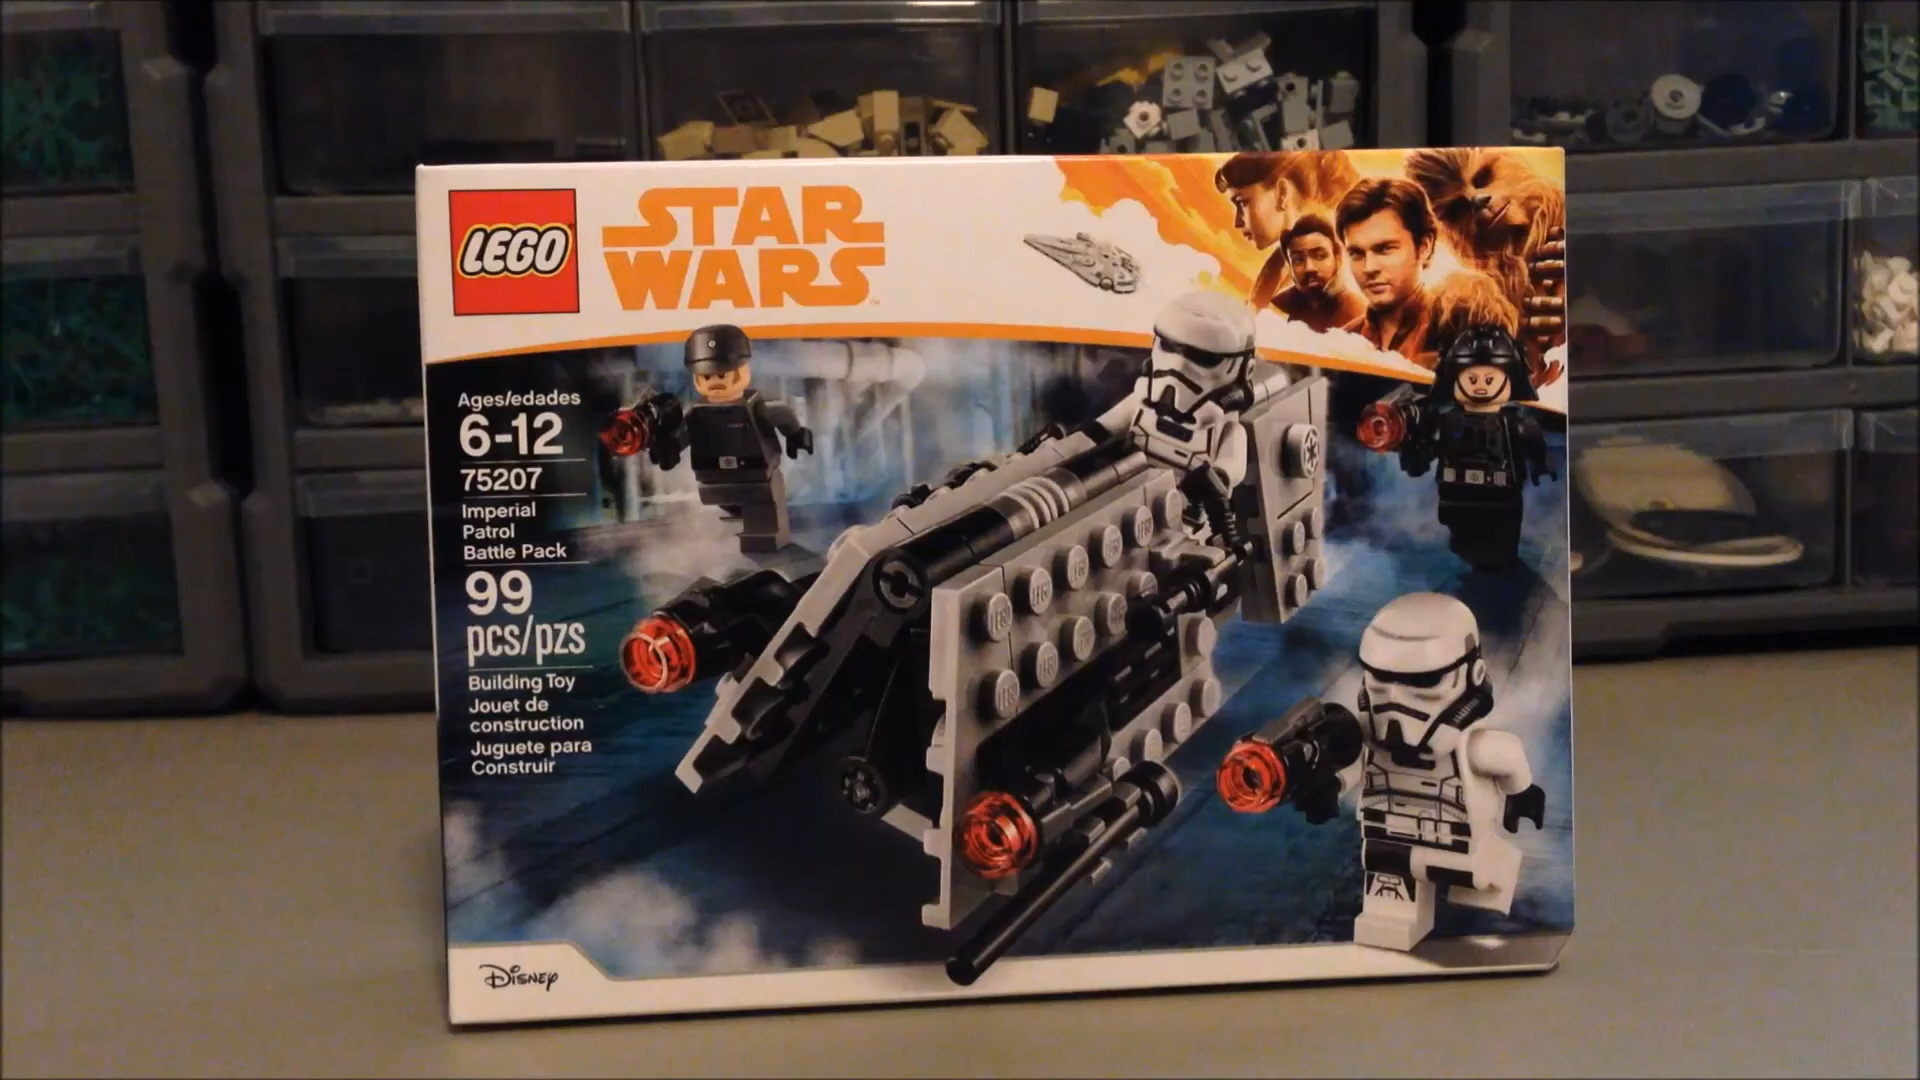 LEGO
STAR
WARS
™
Ages/edades
6-12
75207
Imperial
Patrol
Battle Pack
99
pcs/pzs
Building Toy
Jouet de
construction
Juguete para
Construir
Disney